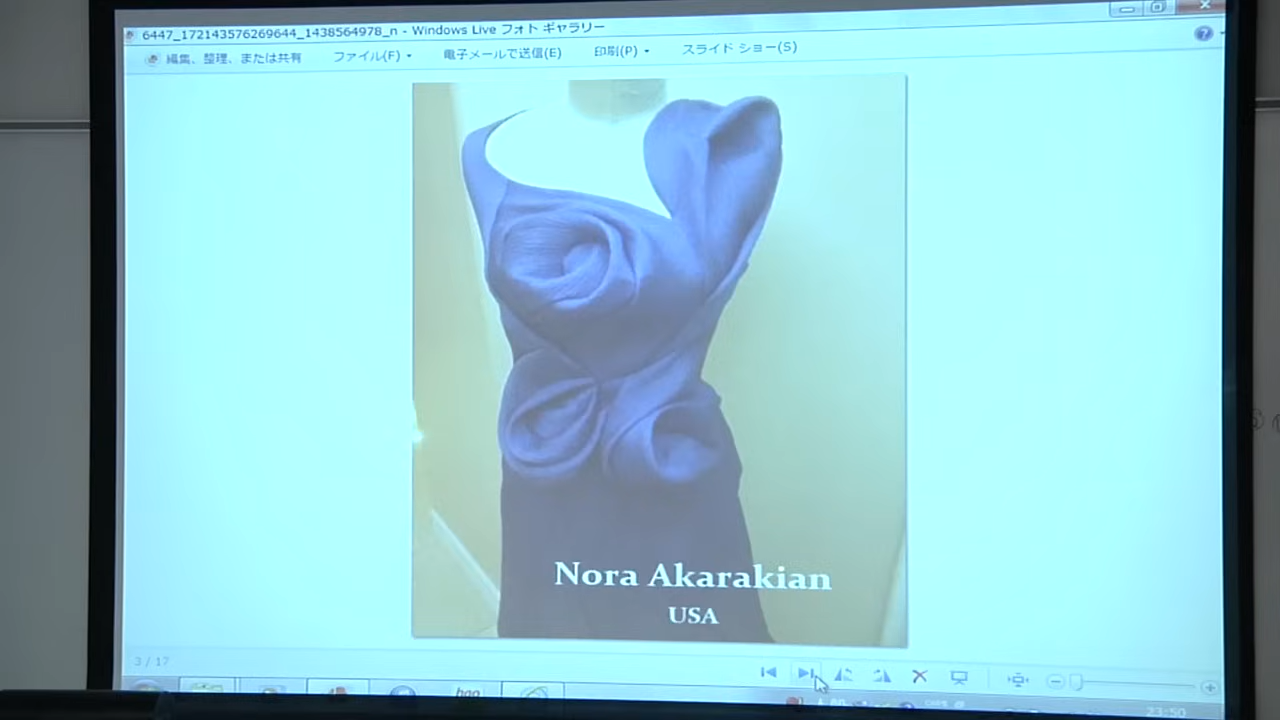 6447_172143576269644_1438564978_n - Windows Live フォト ギャラリー
編集、整理、または共有 ファイル(F) 電子メールで送信(E) 印刷(P) スライド ショー(S)
Nora Akarakian
USA
3 / 17
23:50